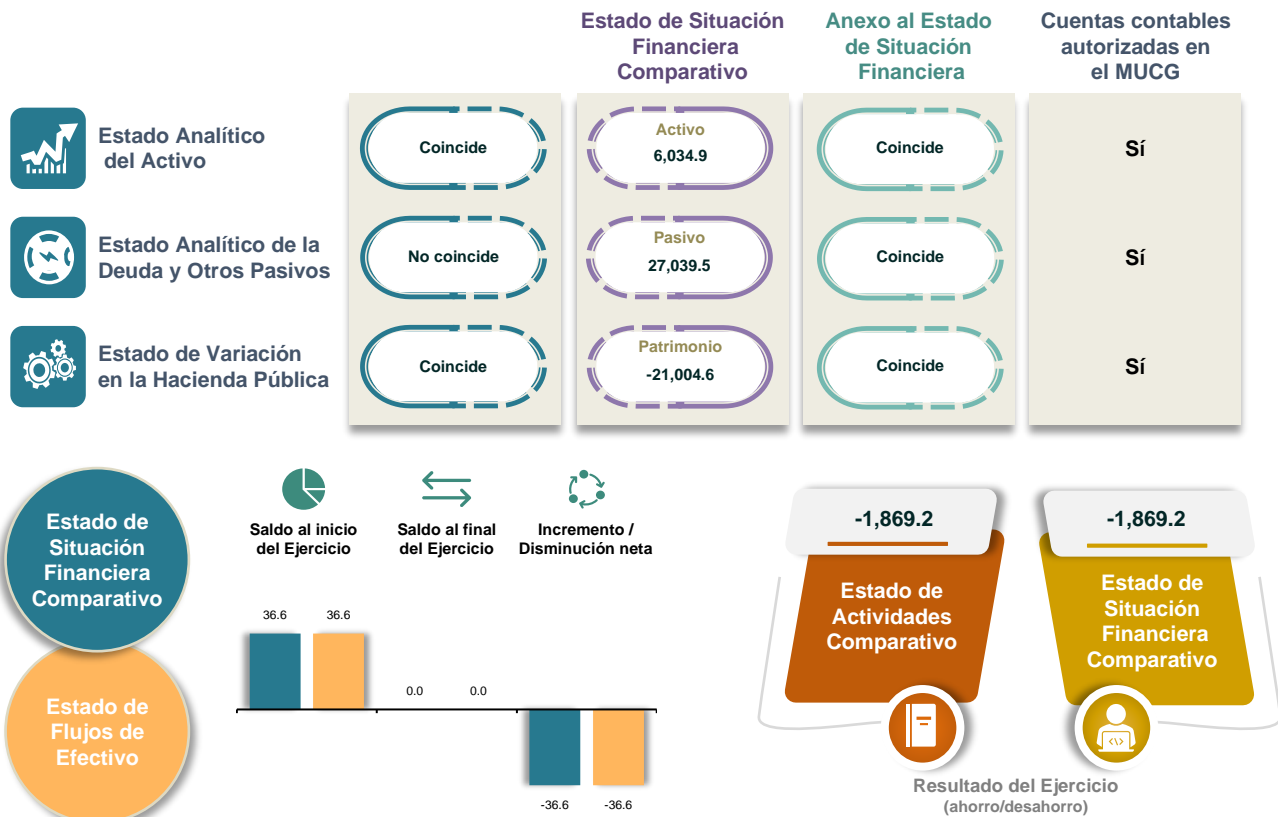 Estado de Situación
Financiera
Comparativo
Anexo al Estado
de Situación
Financiera
Cuentas contables
autorizadas en
el MUCG
Estado Analítico
del Activo
Coincide
Activo
6,034.9
Coincide
Sí
Estado Analítico de la
Deuda y Otros Pasivos
No coincide
Pasivo
27,039.5
Coincide
Sí
Estado de Variación
en la Hacienda Pública
Coincide
Patrimonio
-21,004.6
Coincide
Sí
Estado de
Situación
Financiera
Comparativo
Estado de
Flujos de
Efectivo
Saldo al inicio
del Ejercicio
Saldo al final
del Ejercicio
Incremento /
Disminución neta
36.6
36.6
0.0
0.0
-36.6
-36.6
-1,869.2
Estado de
Actividades
Comparativo
-1,869.2
Estado de
Situación
Financiera
Comparativo
Resultado del Ejercicio
(ahorro/desahorro)